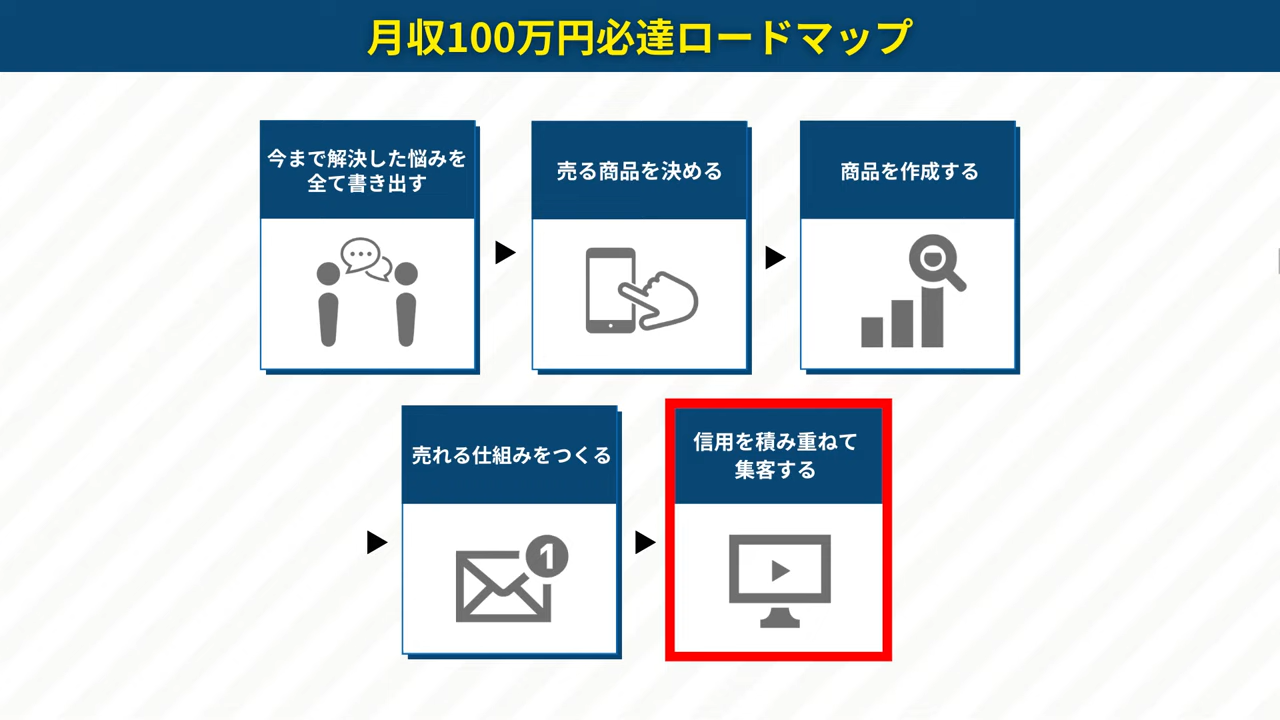 月収100万円必達ロードマップ
今まで解決した悩みを
全て書き出す
売る商品を決める
商品を作成する
売れる仕組みをつくる
1
信用を積み重ねて
集客する